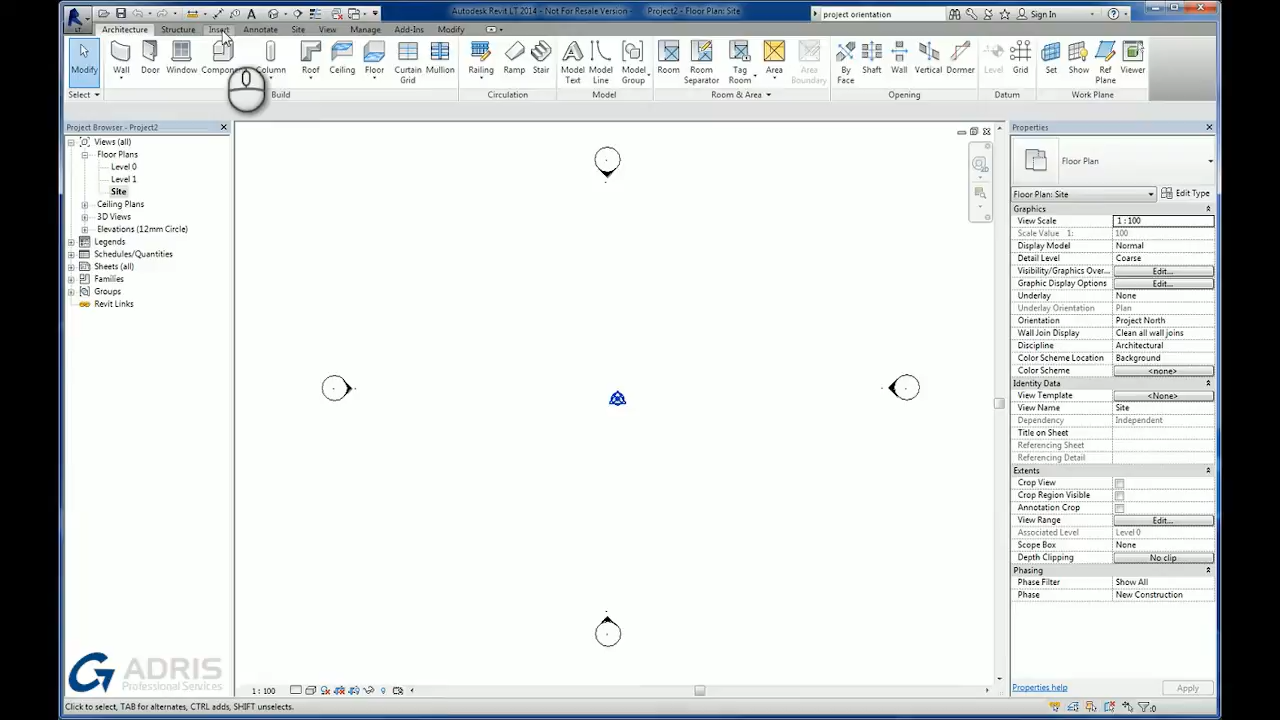 Autodesk Revit LT 2014 - Not For Resale Version - Project2 - Floor Plan: Site
project orientation
Sign In
LT
Architecture Structure Insert Annotate Site View Manage Add-Ins Modify
Modify Wall Door Window Column Roof Ceiling Floor Curtain Grid Mullion Railing Ramp Stair Model Text Model Line Model Group Room Room Separator Tag Room Area Area Boundary By Face Shaft Wall Vertical Dormer Level Grid Set Show Ref Plane Viewer
Select Build Circulation Model Room & Area Opening Datum Work Plane
Project Browser - Project2
Views (all)
Floor Plans
Level 0
Level 1
Site
Ceiling Plans
3D Views
Elevations (12mm Circle)
Legends
Schedules/Quantities
Sheets (all)
Families
Groups
Revit Links
Properties
Floor Plan
Floor Plan: Site Edit Type
Graphics
View Scale 1 : 100
Scale Value 1: 100
Display Model Normal
Detail Level Coarse
Visibility/Graphics Over... Edit...
Graphic Display Options Edit...
Underlay None
Underlay Orientation Plan
Orientation Project North
Wall Join Display Clean all wall joins
Discipline Architectural
Color Scheme Location Background
Color Scheme <none>
Identity Data
View Template <None>
View Name Site
Dependency Independent
Title on Sheet
Referencing Sheet
Referencing Detail
Extents
Crop View
Crop Region Visible
Annotation Crop
View Range Edit...
Associated Level Level 0
Scope Box None
Depth Clipping No clip
Phasing
Phase Filter Show All
Phase New Construction
Properties help Apply
ADRIS
Professional Services
1 : 100
Click to select, TAB for alternates, CTRL adds, SHIFT unselects.
:0